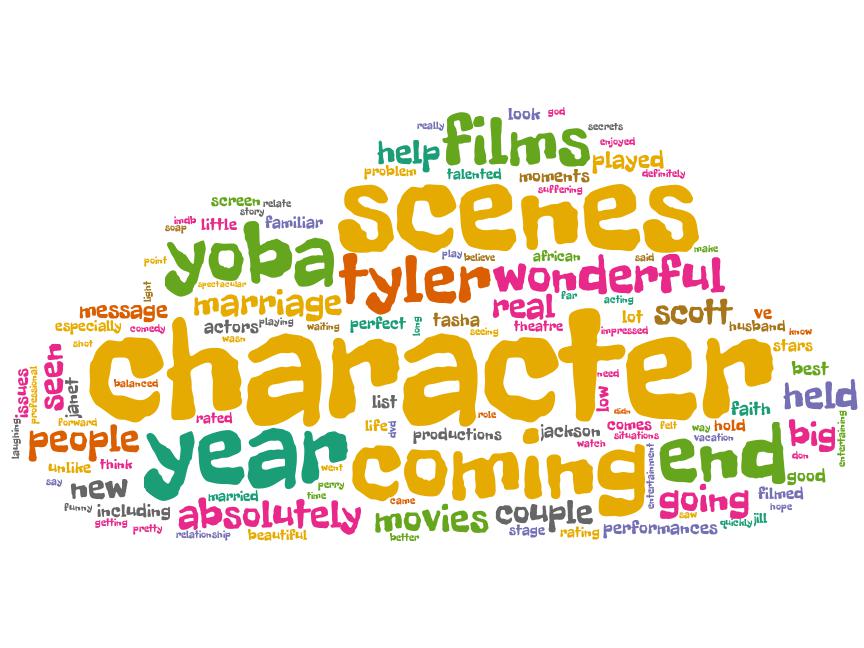 look god
really films secrets
help enjoyed
played
problem talented moments definitely
suffering
screen relate scenes
story
imdb little familiar
soap
yoba play believe african said make
point tyler wonderful
spectacular
light marriage real far acting
message
especially comedy actors playing waiting perfect long tasha seeing theatre lot impressed scott ve husband know
wasn
shot character stars
seen issues professional janet balanced need low best
list held
rated role didn faith
laughing forward life dvd productions jackson comes felt way hold
people year situations vacation big entertaining
watch
unlike think went coming entertainment end don
say new perry good
married time came going filmed
funny including absolutely movies couple saw hope
getting pretty stage rating performances quickly jill
relationship beautiful better